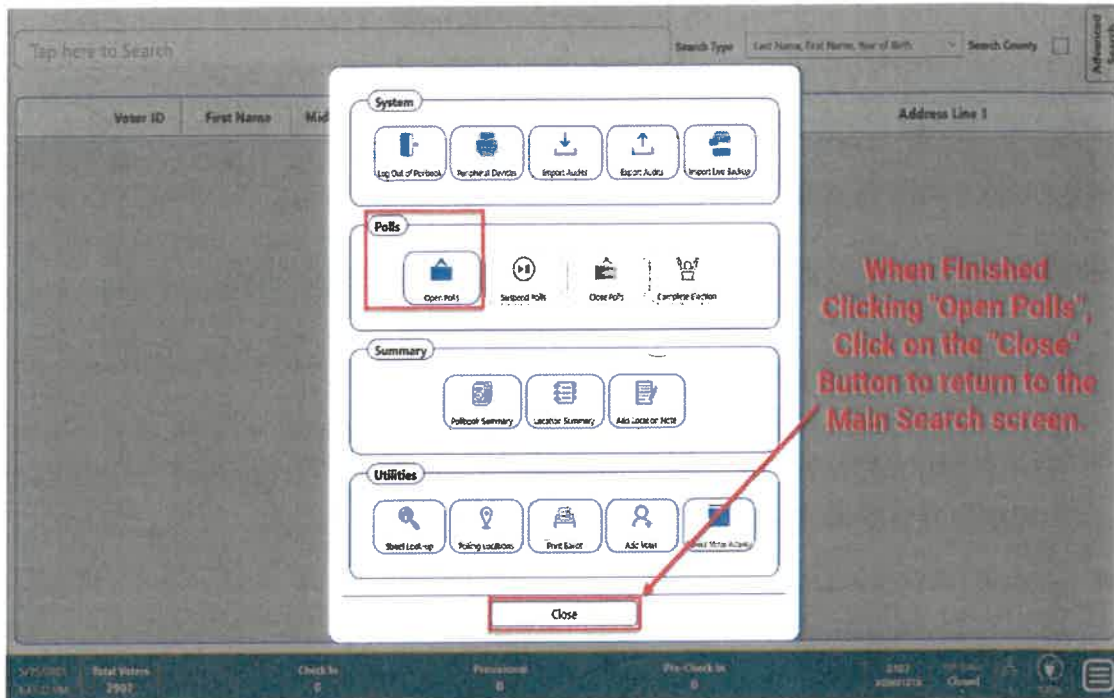 Tap here to Search
Search Type
Last Name, First Name, Year of Birth
Search County
Advanced
Search
Voter ID
First Name
Mid
Address Line 1
System
Log Out of Pollbook
Peripheral Devices
Import Audits
Export Audits
Import Live Backup
Polls
Open Polls
Suspend Polls
Close Polls
Complete Election
When Finished
Clicking "Open Polls",
Click on the "Close"
Button to return to the
Main Search screen.
Summary
Pollbook Summary
Location Summary
Add Location Note
Utilities
Street Look-up
Polling Locations
Print Ballot
Add Voter
Close
Total Voters
2902
Check In
0
Provisional
0
Pre-Check In
0
Closed